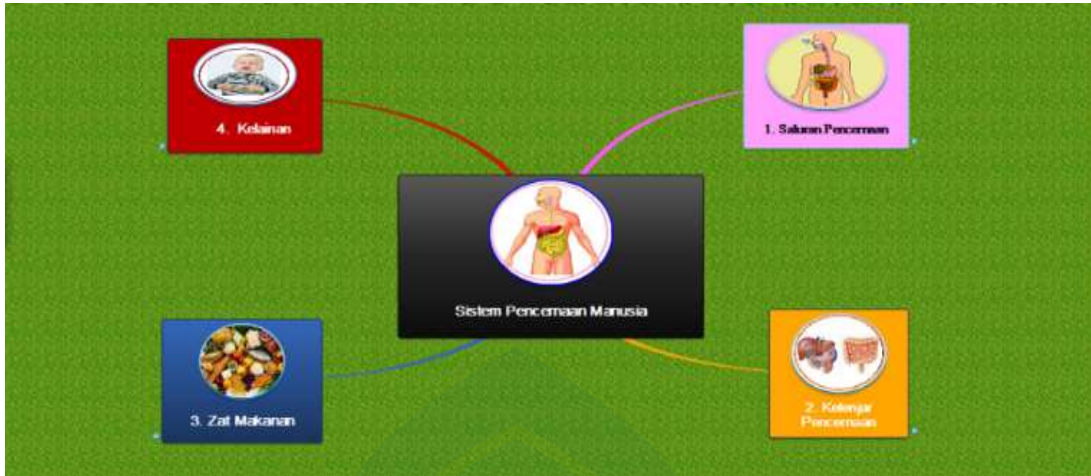 Sistem Pencernaan Manusia
1. Saluran Pencernaan
2. Kelenjar
Pencernaan
3. Zat Makanan
4. Kelainan